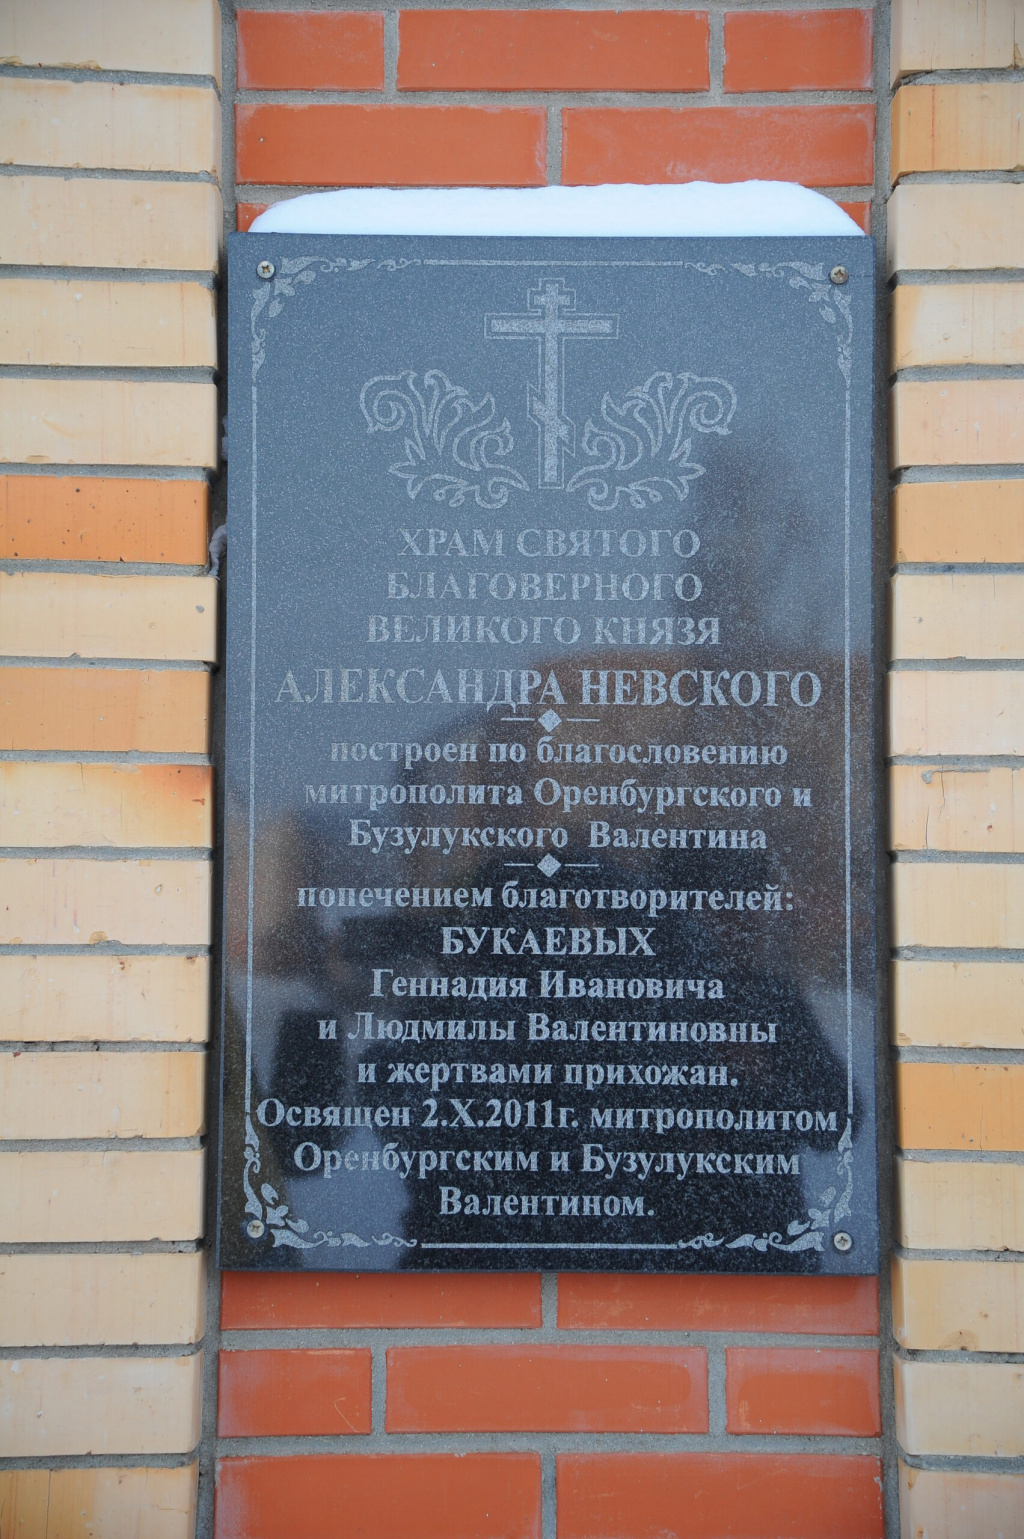 ХРАМ СВЯТОГО
БЛАГОВЕРНОГО
ВЕЛИКОГО КНЯЗЯ
АЛЕКСАНДРА НЕВСКОГО
построен по благословению
митрополита Оренбургского и
Бузулукского Валентина
попечением благотворителей:
БУКАЕВЫХ
Геннадия Ивановича
и Людмилы Валентиновны
и жертвами прихожан.
Освящен 2.X.2011г. митрополитом
Оренбургским и Бузулукским
Валентином.